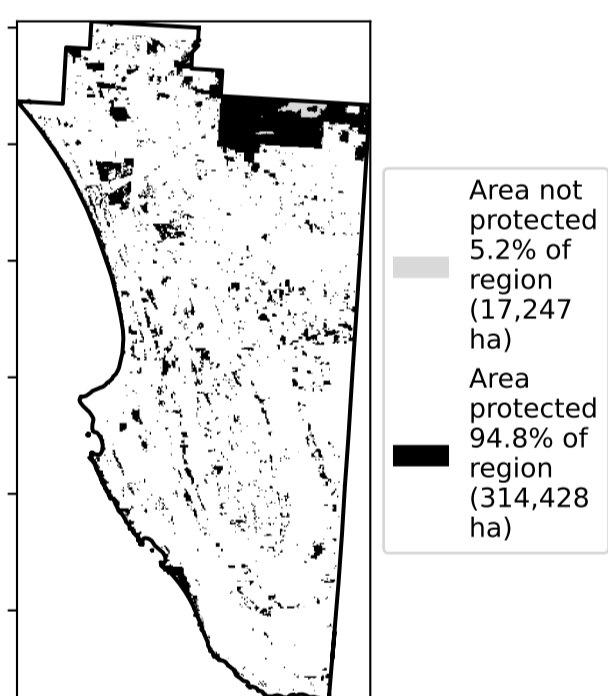 Area not
protected
5.2% of
region
(17,247
ha)
Area
protected
94.8% of
region
(314,428
ha)